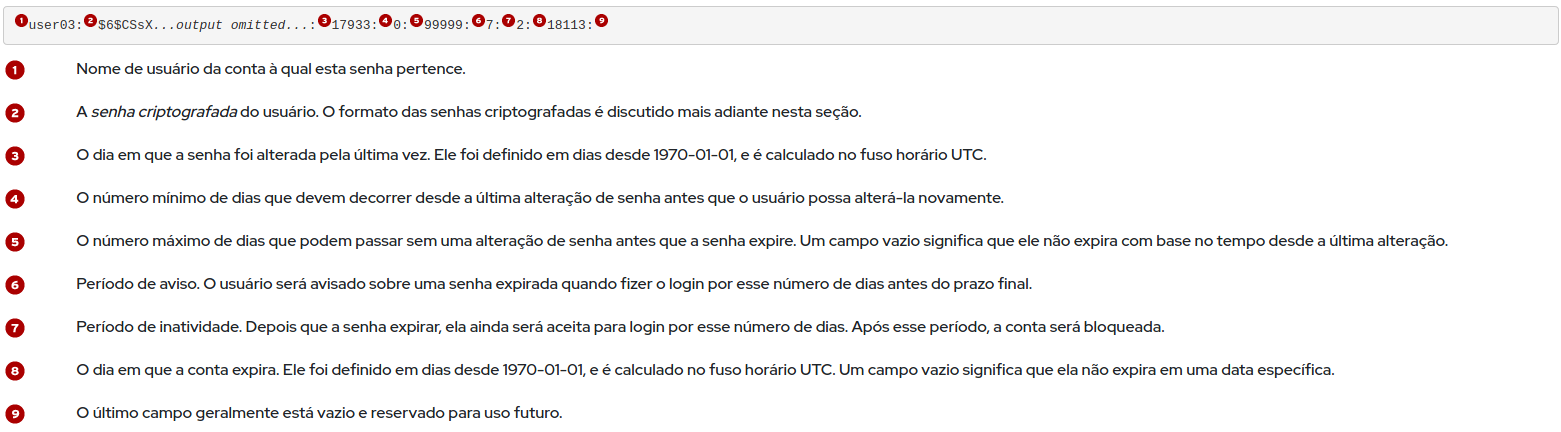 1user03:2$6$CSsX...output omitted...:317933:40:599999:67:72:818113:9
1 Nome de usuário da conta à qual esta senha pertence.
2 A senha criptografada do usuário. O formato das senhas criptografadas é discutido mais adiante nesta seção.
3 O dia em que a senha foi alterada pela última vez. Ele foi definido em dias desde 1970-01-01, e é calculado no fuso horário UTC.
4 O número mínimo de dias que devem decorrer desde a última alteração de senha antes que o usuário possa alterá-la novamente.
5 O número máximo de dias que podem passar sem uma alteração de senha antes que a senha expire. Um campo vazio significa que ele não expira com base no tempo desde a última alteração.
6 Período de aviso. O usuário será avisado sobre uma senha expirada quando fizer o login por esse número de dias antes do prazo final.
7 Período de inatividade. Depois que a senha expirar, ela ainda será aceita para login por esse número de dias. Após esse período, a conta será bloqueada.
8 O dia em que a conta expira. Ele foi definido em dias desde 1970-01-01, e é calculado no fuso horário UTC. Um campo vazio significa que ela não expira em uma data específica.
9 O último campo geralmente está vazio e reservado para uso futuro.